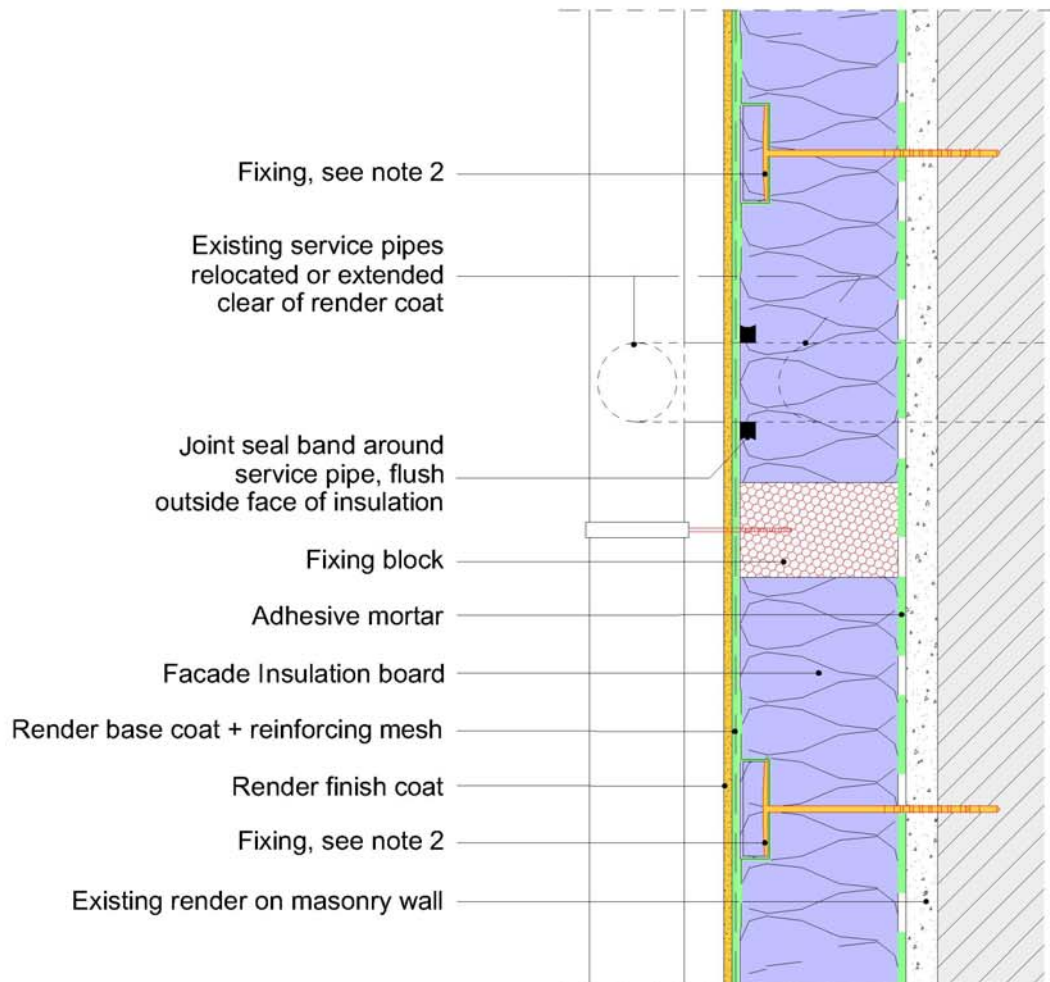 Fixing, see note 2
Existing service pipes
relocated or extended
clear of render coat
Joint seal band around
service pipe, flush
outside face of insulation
Fixing block
Adhesive mortar
Facade Insulation board
Render base coat + reinforcing mesh
Render finish coat
Fixing, see note 2
Existing render on masonry wall